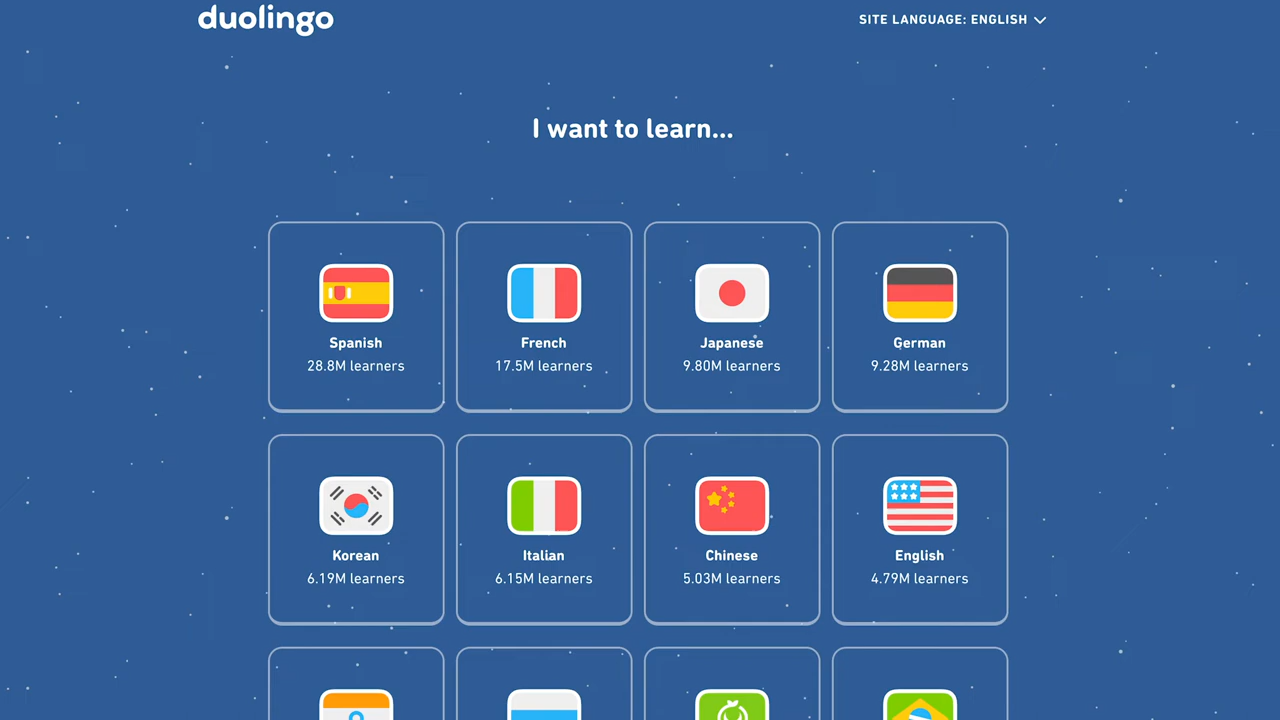 duolingo
SITE LANGUAGE: ENGLISH
I want to learn...
Spanish
28.8M learners
French
17.5M learners
Japanese
9.80M learners
German
9.28M learners
Korean
6.19M learners
Italian
6.15M learners
Chinese
5.03M learners
English
4.79M learners